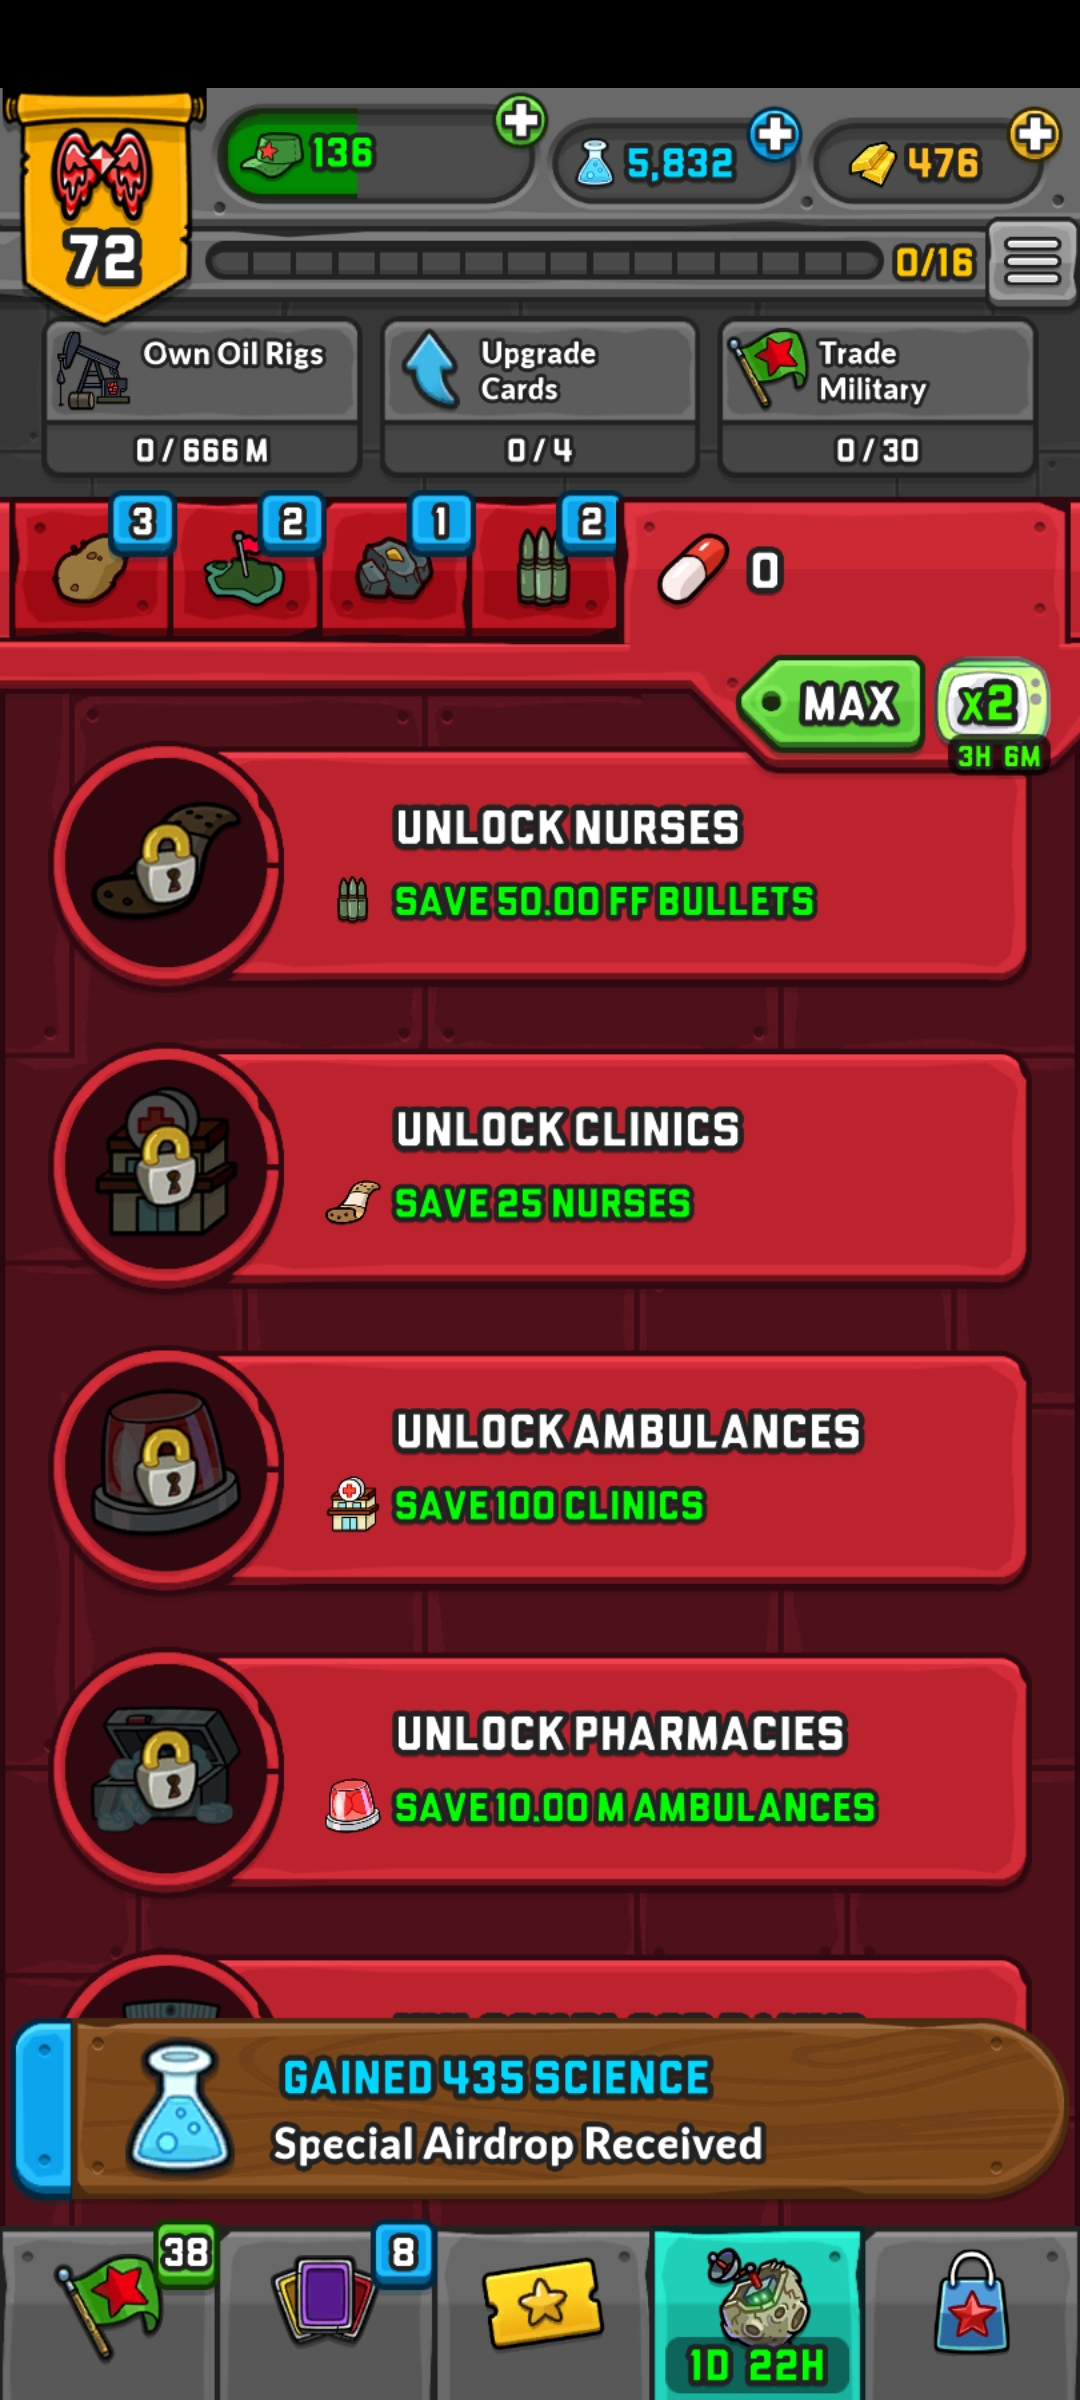 136
5,832
476
72
0/16
Own Oil Rigs
0 / 666 M
Upgrade
Cards
0 / 4
Trade
Military
0 / 30
3
2
1
2
0
MAX
x2
3H 6M
UNLOCK NURSES
SAVE 50.00 FF BULLETS
UNLOCK CLINICS
SAVE 25 NURSES
UNLOCK AMBULANCES
SAVE 100 CLINICS
UNLOCK PHARMACIES
SAVE 10.00 M AMBULANCES
GAINED 435 SCIENCE
Special Airdrop Received
38
8
1D 22H